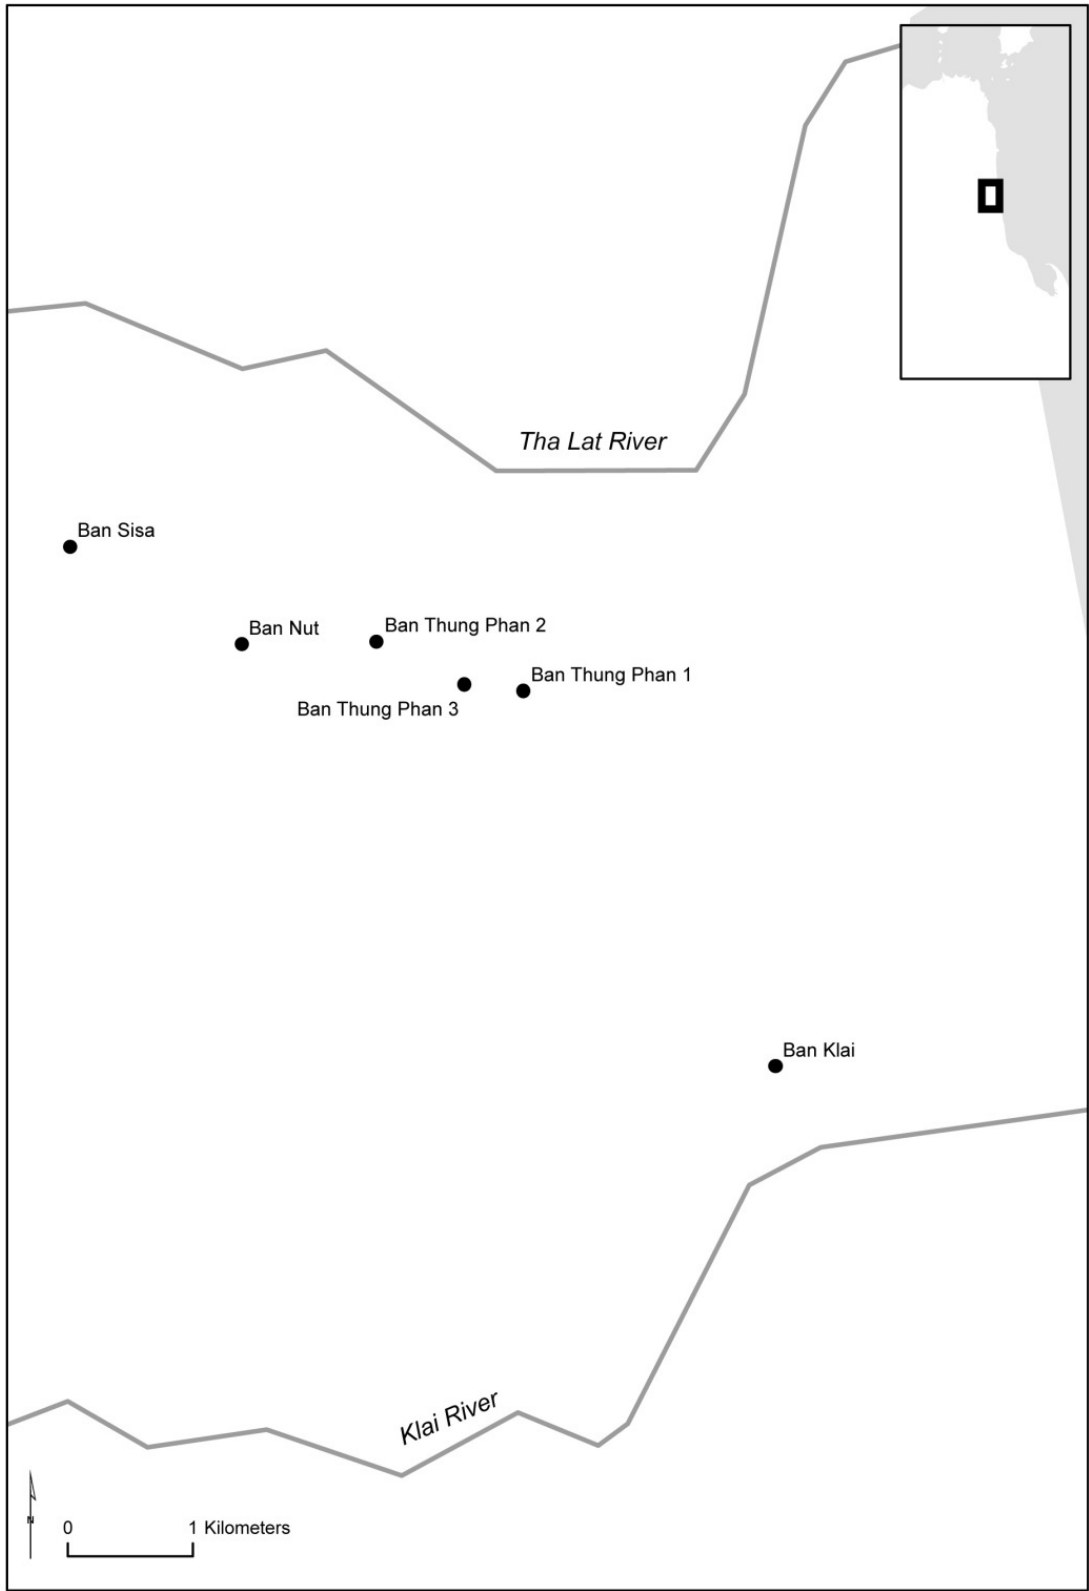 Tha Lat River
Ban Sisa
Ban Nut
Ban Thung Phan 2
Ban Thung Phan 1
Ban Thung Phan 3
Ban Klai
Klai River
N
0 1 Kilometers